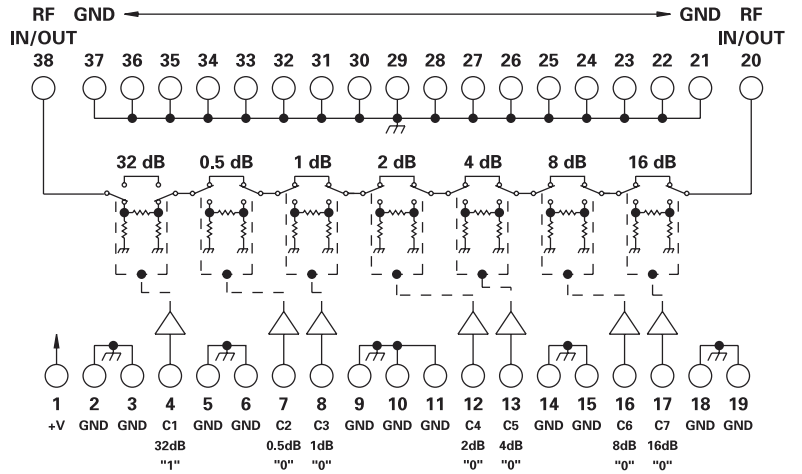 RF GND GND RF
IN/OUT IN/OUT
38 37 36 35 34 33 32 31 30 29 28 27 26 25 24 23 22 21 20
32 dB 0.5 dB 1 dB 2 dB 4 dB 8 dB 16 dB
1 2 3 4 5 6 7 8 9 10 11 12 13 14 15 16 17 18 19
+V GND GND C1 GND GND C2 C3 GND GND GND C4 C5 GND GND C6 C7 GND GND
32dB 0.5dB 1dB 2dB 4dB 8dB 16dB
"1" "0" "0" "0" "0" "0" "0"